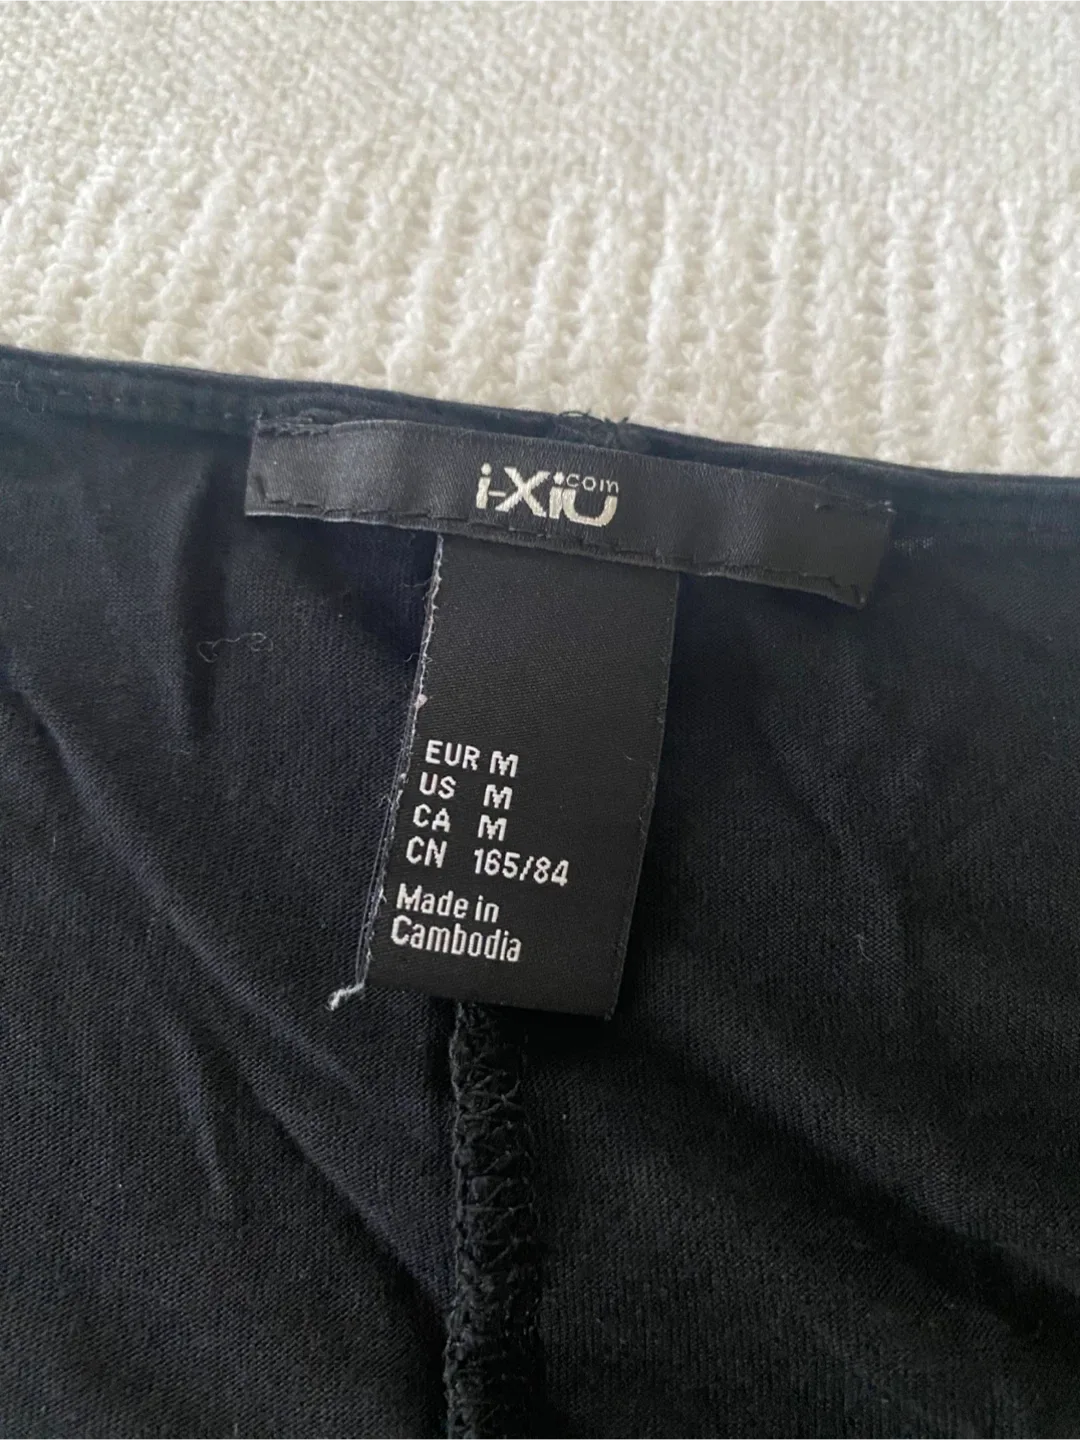 i-Xiu.com
EUR M
US M
CA M
CN 165/84
Made in
Cambodia